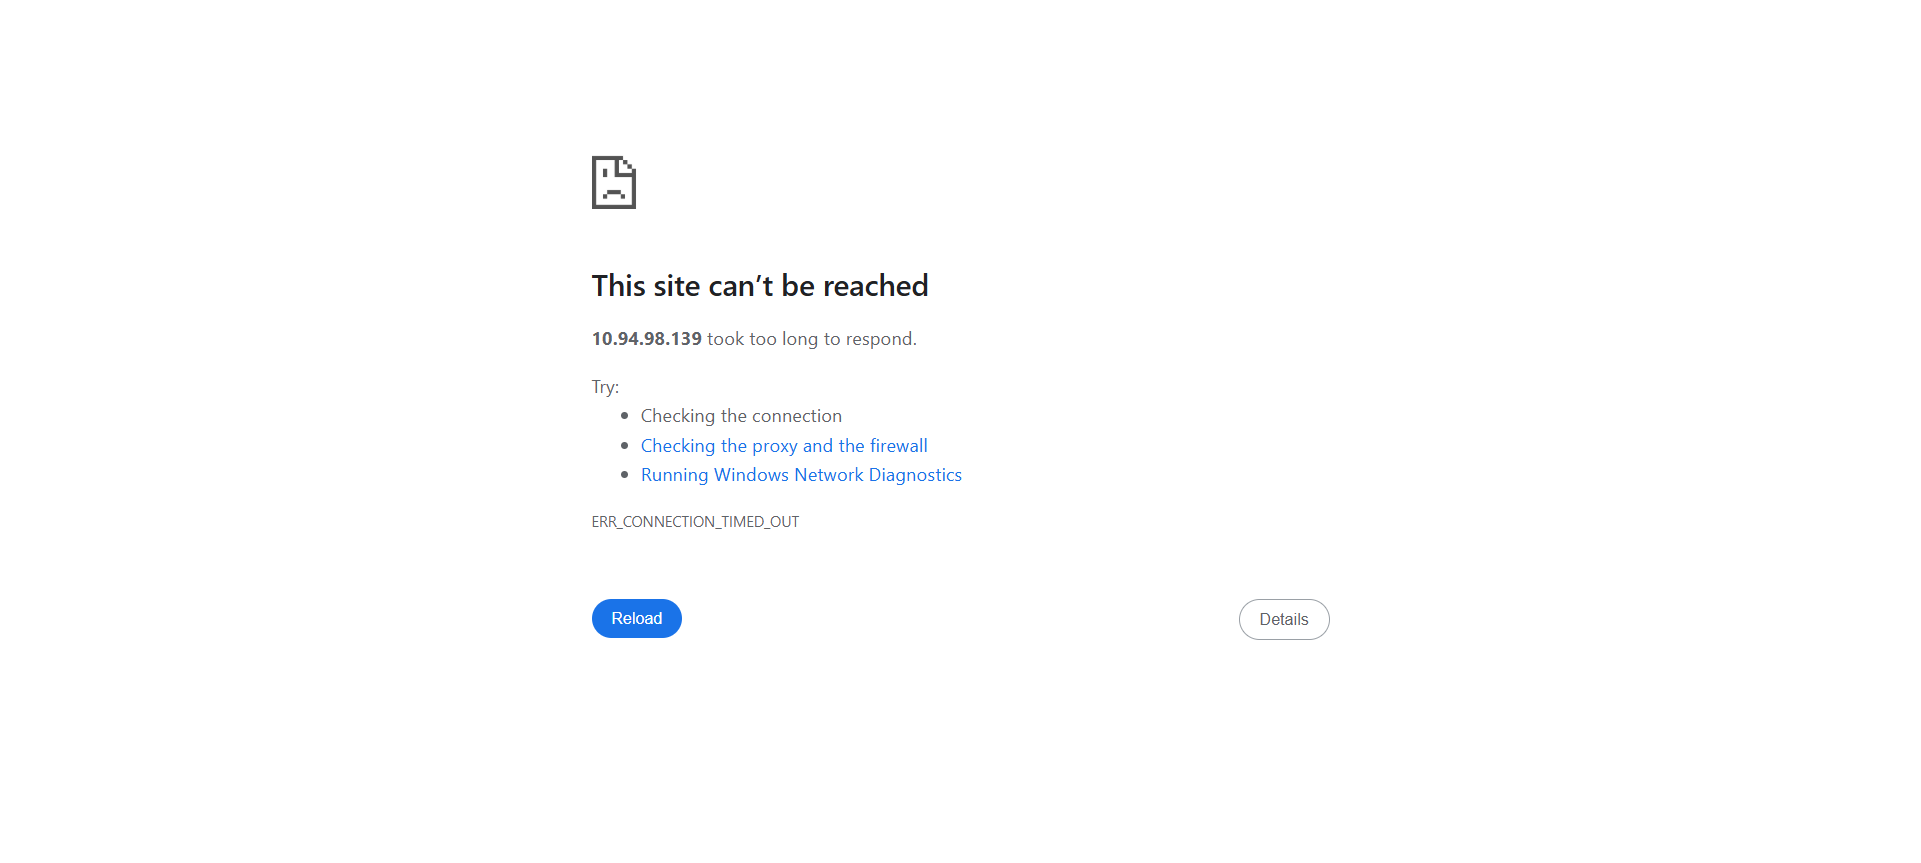 This site can’t be reached
10.94.98.139 took too long to respond.
Try:
• Checking the connection
• Checking the proxy and the firewall
• Running Windows Network Diagnostics
ERR_CONNECTION_TIMED_OUT
Reload
Details